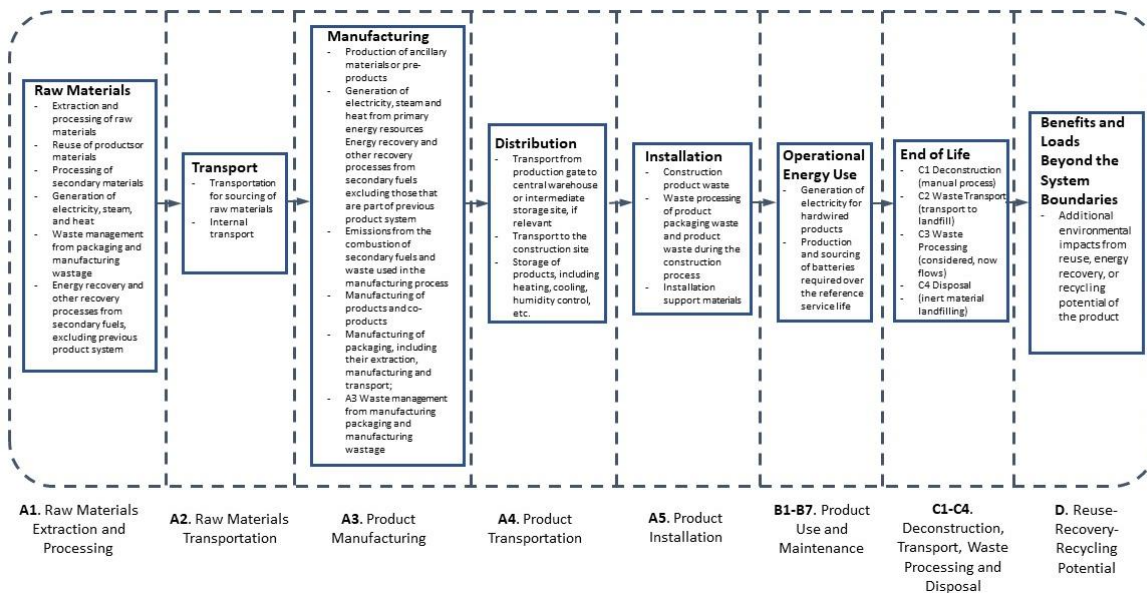 Raw Materials
- Extraction and
processing of raw
materials
- Reuse of productsor
materials
- Processing of
secondary materials
- Generation of
electricity, steam,
and heat
- Waste management
from packaging and
manufacturing
wastage
- Energy recovery and
other recovery
processes from
secondary fuels,
excluding previous
product system
Transport
- Transportation
for sourcing of
raw materials
- Internal
transport
Manufacturing
- Production of ancillary
materials or pre-
products
- Generation of
electricity, steam and
heat from primary
energy resources
Energy recovery and
other recovery
processes from
secondary fuels
excluding those that
are part of previous
product system
- Emissions from the
combustion of
secondary fuels and
waste used in the
manufacturing process
- Manufacturing of
products and co-
products
- Manufacturing of
packaging, including
their extraction,
manufacturing and
transport;
- A3 Waste management
from manufacturing
packaging and
manufacturing
wastage
Distribution
- Transport from
production gate to
central warehouse
or intermediate
storage site, if
relevant
- Transport to the
construction site
- Storage of
products, including
heating, cooling,
humidity control,
etc.
Installation
- Construction
product waste
- Waste processing
of product
packaging waste
and product
waste during the
construction
process
- Installation
support materials
Operational
Energy Use
- Generation of
electricity for
hardwired
products
- Production
and sourcing
of batteries
required over
the reference
service life
End of Life
- C1 Deconstruction
(manual process)
- C2 Waste Transport
(transport to
landfill)
- C3 Waste
Processing
(considered, now
flows)
- C4 Disposal
- (inert material
landfilling)
Benefits and
Loads
Beyond the
System
Boundaries
- Additional
environmental
impacts from
reuse, energy
recovery, or
recycling
potential of
the product
A1. Raw Materials
Extraction and
Processing
A2. Raw Materials
Transportation
A3. Product
Manufacturing
A4. Product
Transportation
A5. Product
Installation
B1-B7. Product
Use and
Maintenance
C1-C4.
Deconstruction,
Transport, Waste
Processing and
Disposal
D. Reuse-
Recovery-
Recycling
Potential